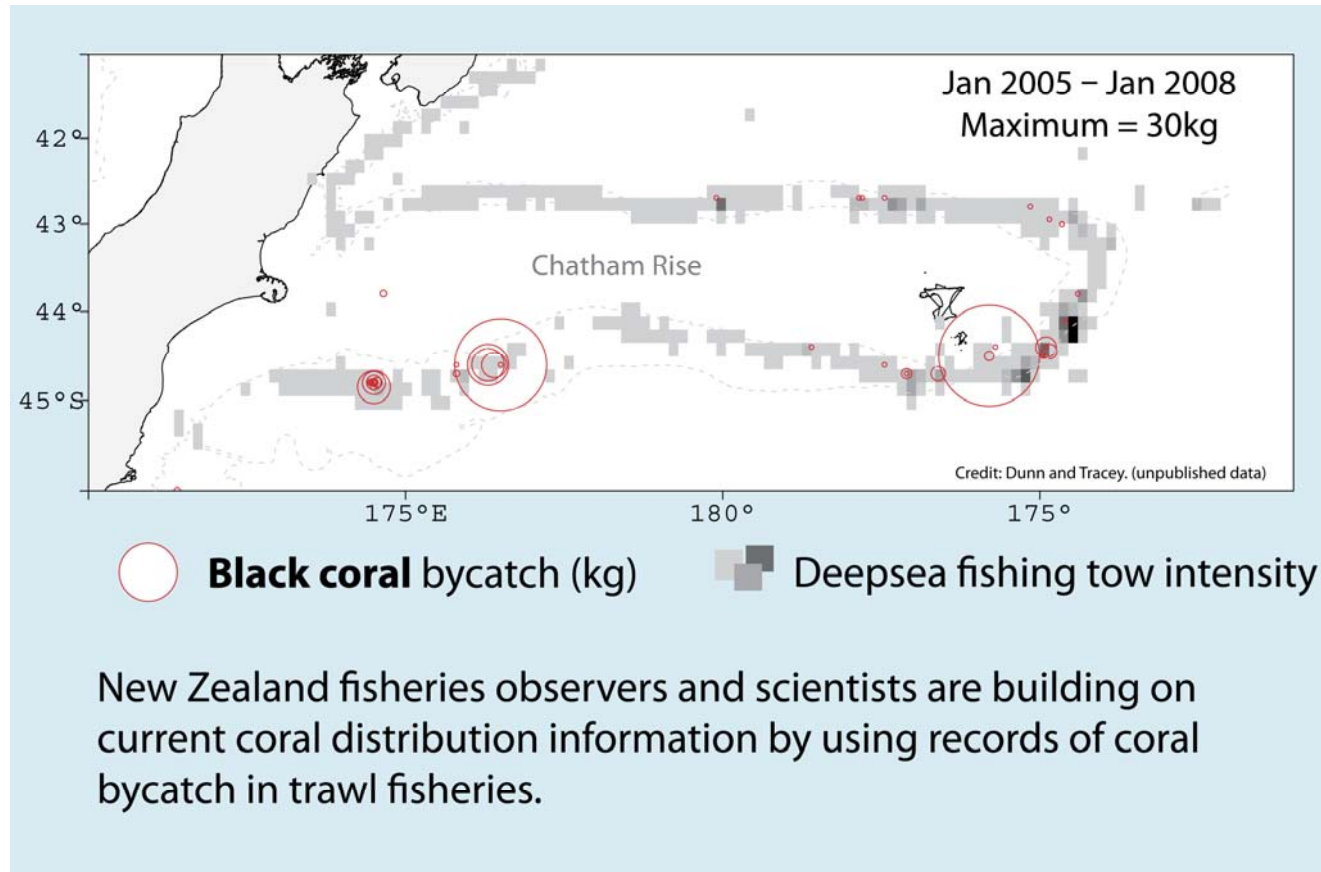 Jan 2005 – Jan 2008
Maximum = 30kg
42°
43°
Chatham Rise
44°
45°S
Credit: Dunn and Tracey. (unpublished data)
175°E
180°
175°
Black coral bycatch (kg)
Deepsea fishing tow intensity
New Zealand fisheries observers and scientists are building on
current coral distribution information by using records of coral
bycatch in trawl fisheries.